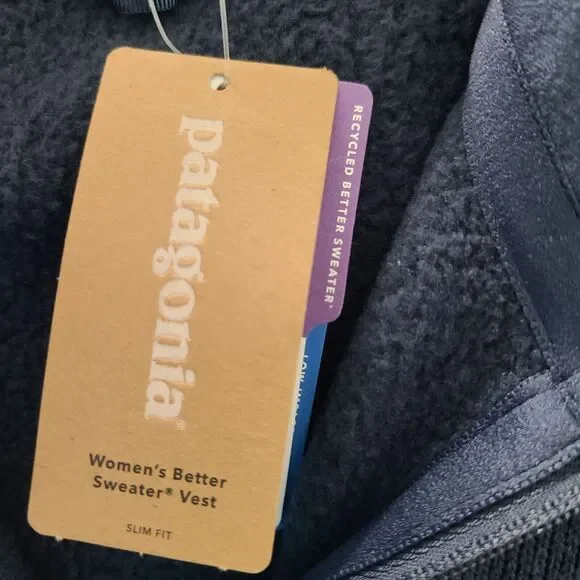 patagonia®
Women's Better
Sweater® Vest
SLIM FIT
RECYCLED BETTER SWEATER®